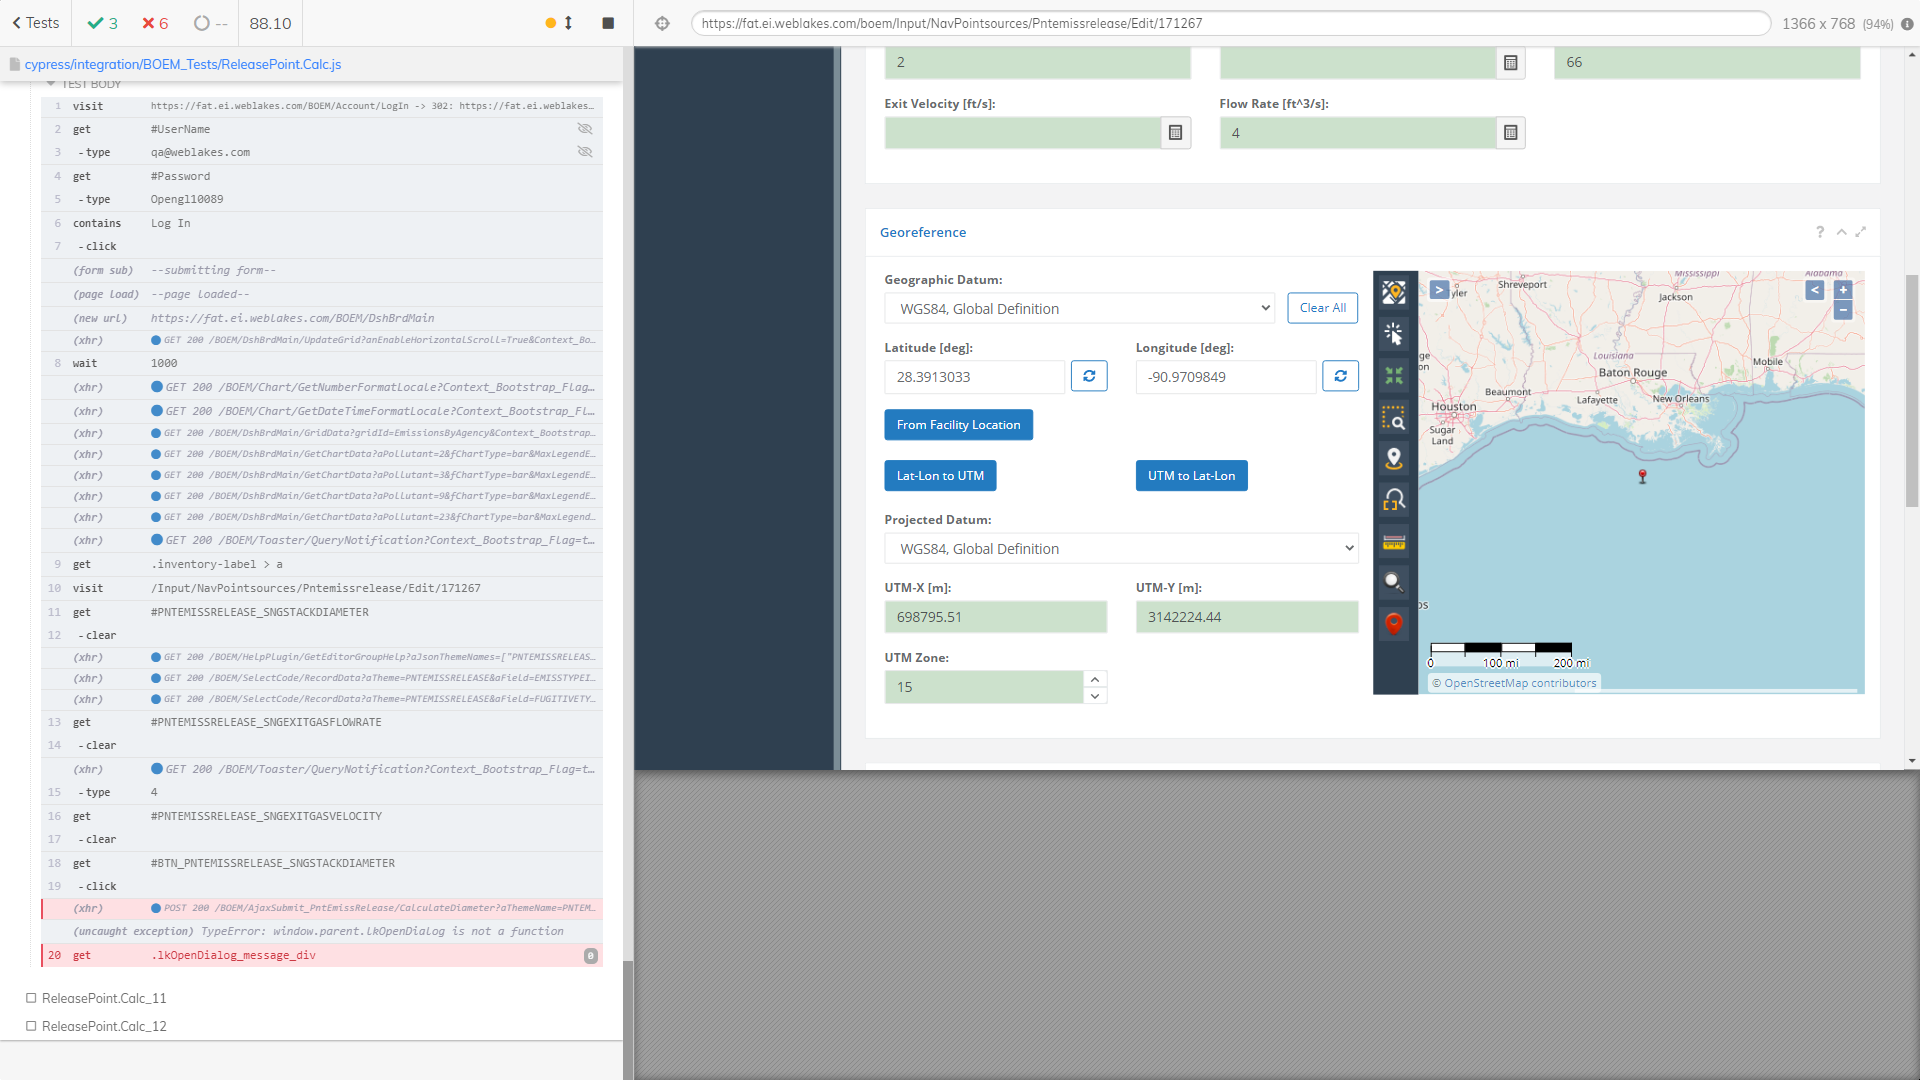 Tests
3
6
--
88.10
https://fat.ei.weblakes.com/boem/Input/NavPointsources/Pntemissrelease/Edit/171267
1366 x 768 (94%)
cypress/integration/BOEM_Tests/ReleasePoint.Calc.js
TEST BODY
1 visit https://fat.ei.weblakes.com/BOEM/Account/LogIn -> 302: https://fat.ei.weblakes…
2 get #UserName
3 -type qa@weblakes.com
4 get #Password
5 -type Opengl10089
6 contains Log In
7 -click
(form sub) --submitting form--
(page load) --page loaded--
(new url) https://fat.ei.weblakes.com/BOEM/DshBrdMain
(xhr) GET 200 /BOEM/DshBrdMain/UpdateGrid?anEnableHorizontalScroll=True&Context_Bo…
8 wait 1000
(xhr) GET 200 /BOEM/Chart/GetNumberFormatLocale?Context_Bootstrap_Flag…
(xhr) GET 200 /BOEM/Chart/GetDateTimeFormatLocale?Context_Bootstrap_Fl…
(xhr) GET 200 /BOEM/DshBrdMain/GridData?gridId=EmissionsByAgency&Context_Bootstrap…
(xhr) GET 200 /BOEM/DshBrdMain/GetChartData?aPollutant=2&fChartType=bar&MaxLegendE…
(xhr) GET 200 /BOEM/DshBrdMain/GetChartData?aPollutant=3&fChartType=bar&MaxLegendE…
(xhr) GET 200 /BOEM/DshBrdMain/GetChartData?aPollutant=9&fChartType=bar&MaxLegendE…
(xhr) GET 200 /BOEM/DshBrdMain/GetChartData?aPollutant=23&fChartType=bar&MaxLegend…
(xhr) GET 200 /BOEM/Toaster/QueryNotification?Context_Bootstrap_Flag=t…
9 get .inventory-label > a
10 visit /Input/NavPointsources/Pntemissrelease/Edit/171267
11 get #PNTEMISSRELEASE_SNGSTACKDIAMETER
12 -clear
(xhr) GET 200 /BOEM/HelpPlugin/GetEditorGroupHelp?aJsonThemeNames=["PNTEMISSRELEAS…
(xhr) GET 200 /BOEM/SelectCode/RecordData?aTheme=PNTEMISSRELEASE&aField=EMISSTYPEI…
(xhr) GET 200 /BOEM/SelectCode/RecordData?aTheme=PNTEMISSRELEASE&aField=FUGITIVETY…
13 get #PNTEMISSRELEASE_SNGEXITGASFLOWRATE
14 -clear
(xhr) GET 200 /BOEM/Toaster/QueryNotification?Context_Bootstrap_Flag=t…
15 -type 4
16 get #PNTEMISSRELEASE_SNGEXITGASVELOCITY
17 -clear
18 get #BTN_PNTEMISSRELEASE_SNGSTACKDIAMETER
19 -click
(xhr) POST 200 /BOEM/AjaxSubmit_PntEmissRelease/CalculateDiameter?aThemeName=PNTEM…
(uncaught exception) TypeError: window.parent.lkOpenDialog is not a function
20 get .lkOpenDialog_message_div 0
ReleasePoint.Calc_11
ReleasePoint.Calc_12
2
66
Exit Velocity [ft/s]:
Flow Rate [ft^3/s]:
4
Georeference
?
Geographic Datum:
WGS84, Global Definition
Clear All
Latitude [deg]:
Longitude [deg]:
28.3913033
-90.9709849
From Facility Location
Lat-Lon to UTM
UTM to Lat-Lon
Projected Datum:
WGS84, Global Definition
UTM-X [m]:
UTM-Y [m]:
698795.51
3142224.44
UTM Zone:
15
Mississippi
Alabama
>
yler
Shreveport
Jackson
<
+
−
Louisiana
Mobile
ge
on
Baton Rouge
Beaumont
Lafayette
New Orleans
Houston
Sugar
Land
os
0 100 mi 200 mi
© OpenStreetMap contributors